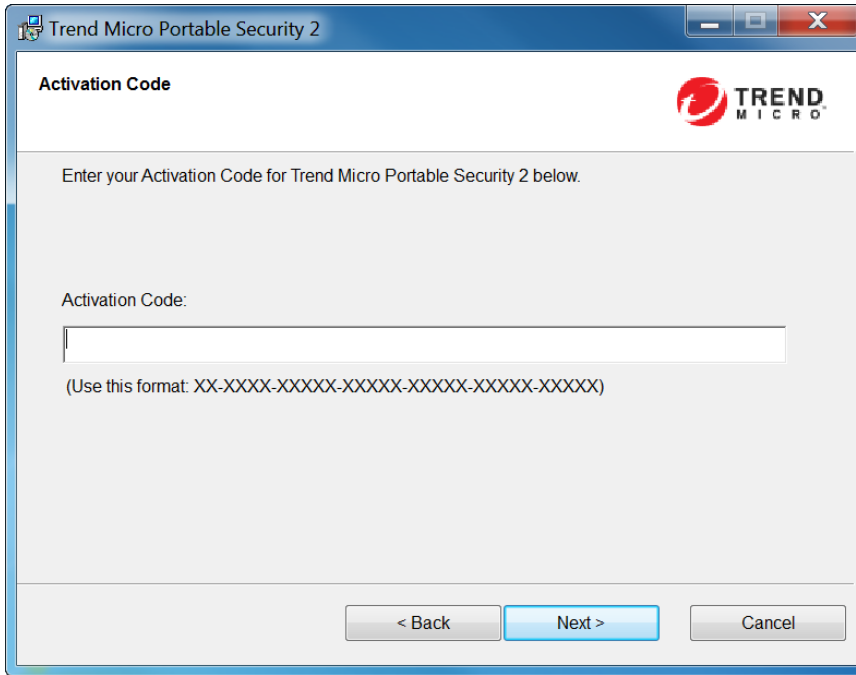 Trend Micro Portable Security 2
Activation Code
TREND
MICRO™
Enter your Activation Code for Trend Micro Portable Security 2 below.
Activation Code:
(Use this format: XX-XXXX-XXXXX-XXXXX-XXXXX-XXXXX-XXXXX)
< Back
Next >
Cancel